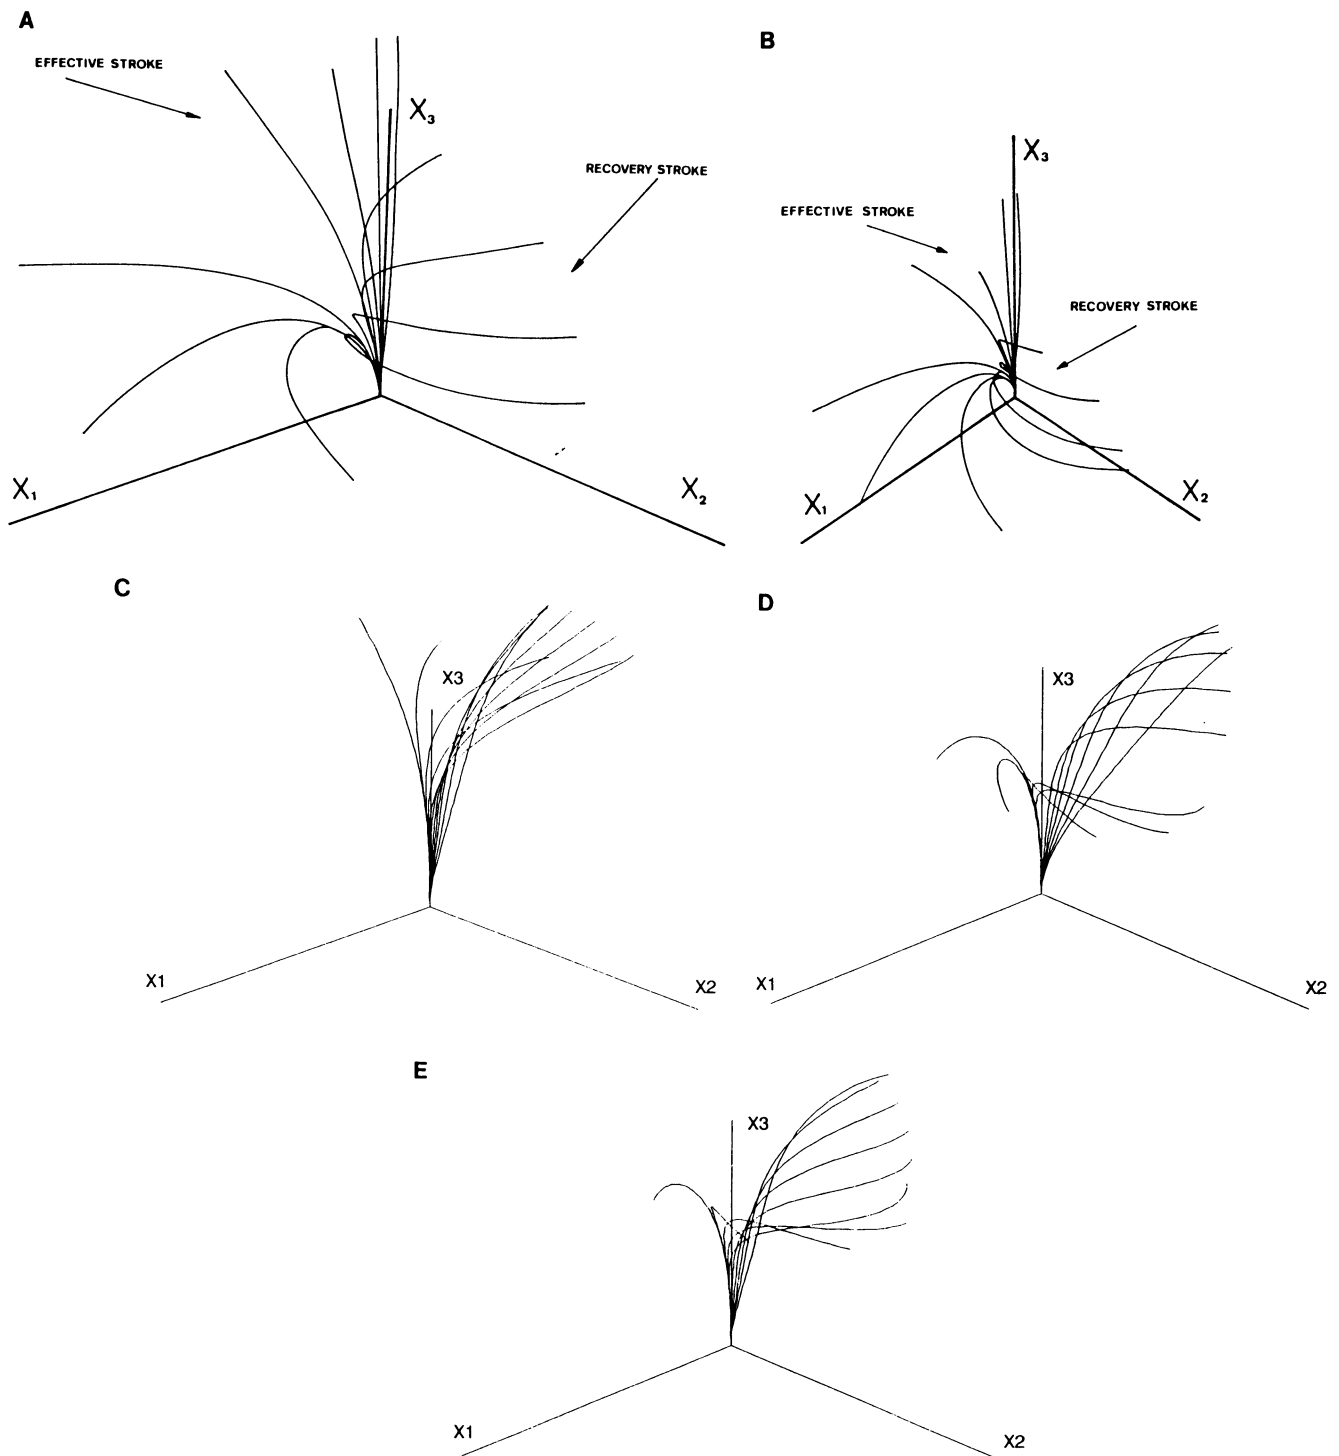 A
EFFECTIVE STROKE
X₃
RECOVERY STROKE
X₁
X₂
B
X₃
EFFECTIVE STROKE
RECOVERY STROKE
X₁
X₂
C
X3
X1
X2
D
X3
X1
X2
E
X3
X1
X2